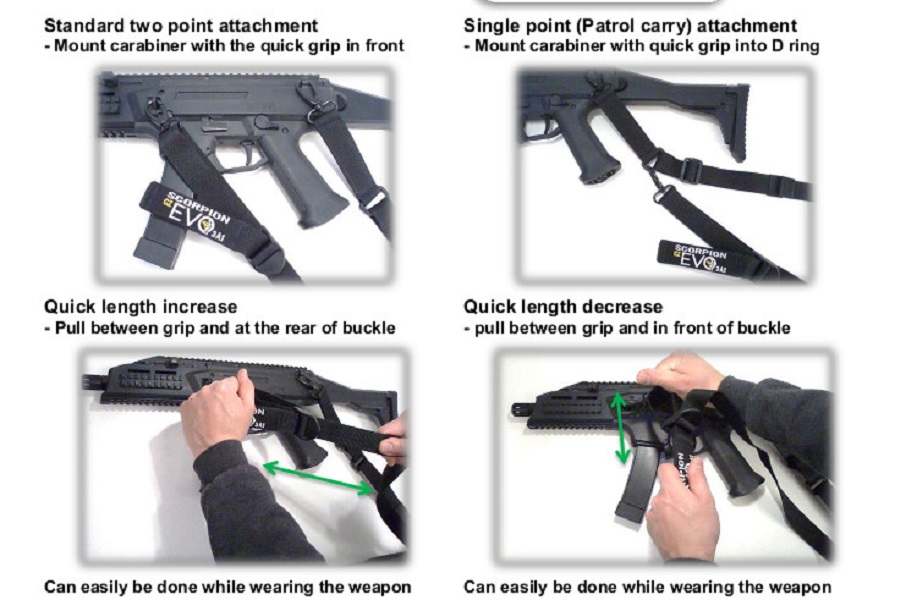 Standard two point attachment
- Mount carabiner with the quick grip in front
Single point (Patrol carry) attachment
- Mount carabiner with quick grip into D ring
SCORPION
EVO
3A1
SCORPION
EVO
3A1
Quick length increase
- Pull between grip and at the rear of buckle
Quick length decrease
- pull between grip and in front of buckle
Can easily be done while wearing the weapon
Can easily be done while wearing the weapon